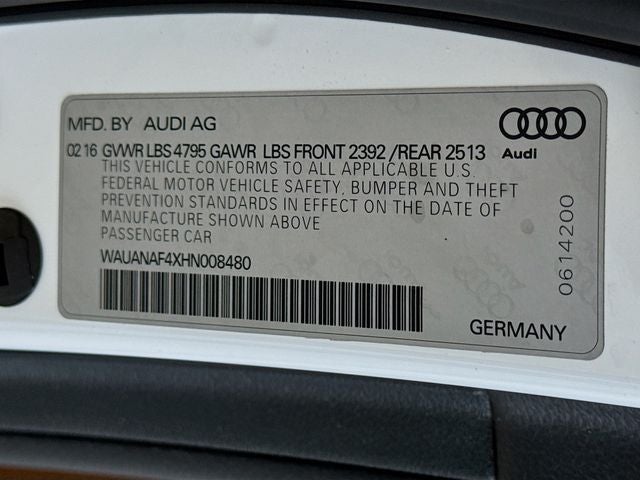 MFD. BY AUDI AG
02 16 GVWR LBS 4795 GAWR LBS FRONT 2392 /REAR 2513
THIS VEHICLE CONFORMS TO ALL APPLICABLE U.S.
FEDERAL MOTOR VEHICLE SAFETY, BUMPER AND THEFT
PREVENTION STANDARDS IN EFFECT ON THE DATE OF
MANUFACTURE SHOWN ABOVE
PASSENGER CAR
WAUANAF4XHN008480
Audi
0614200
GERMANY